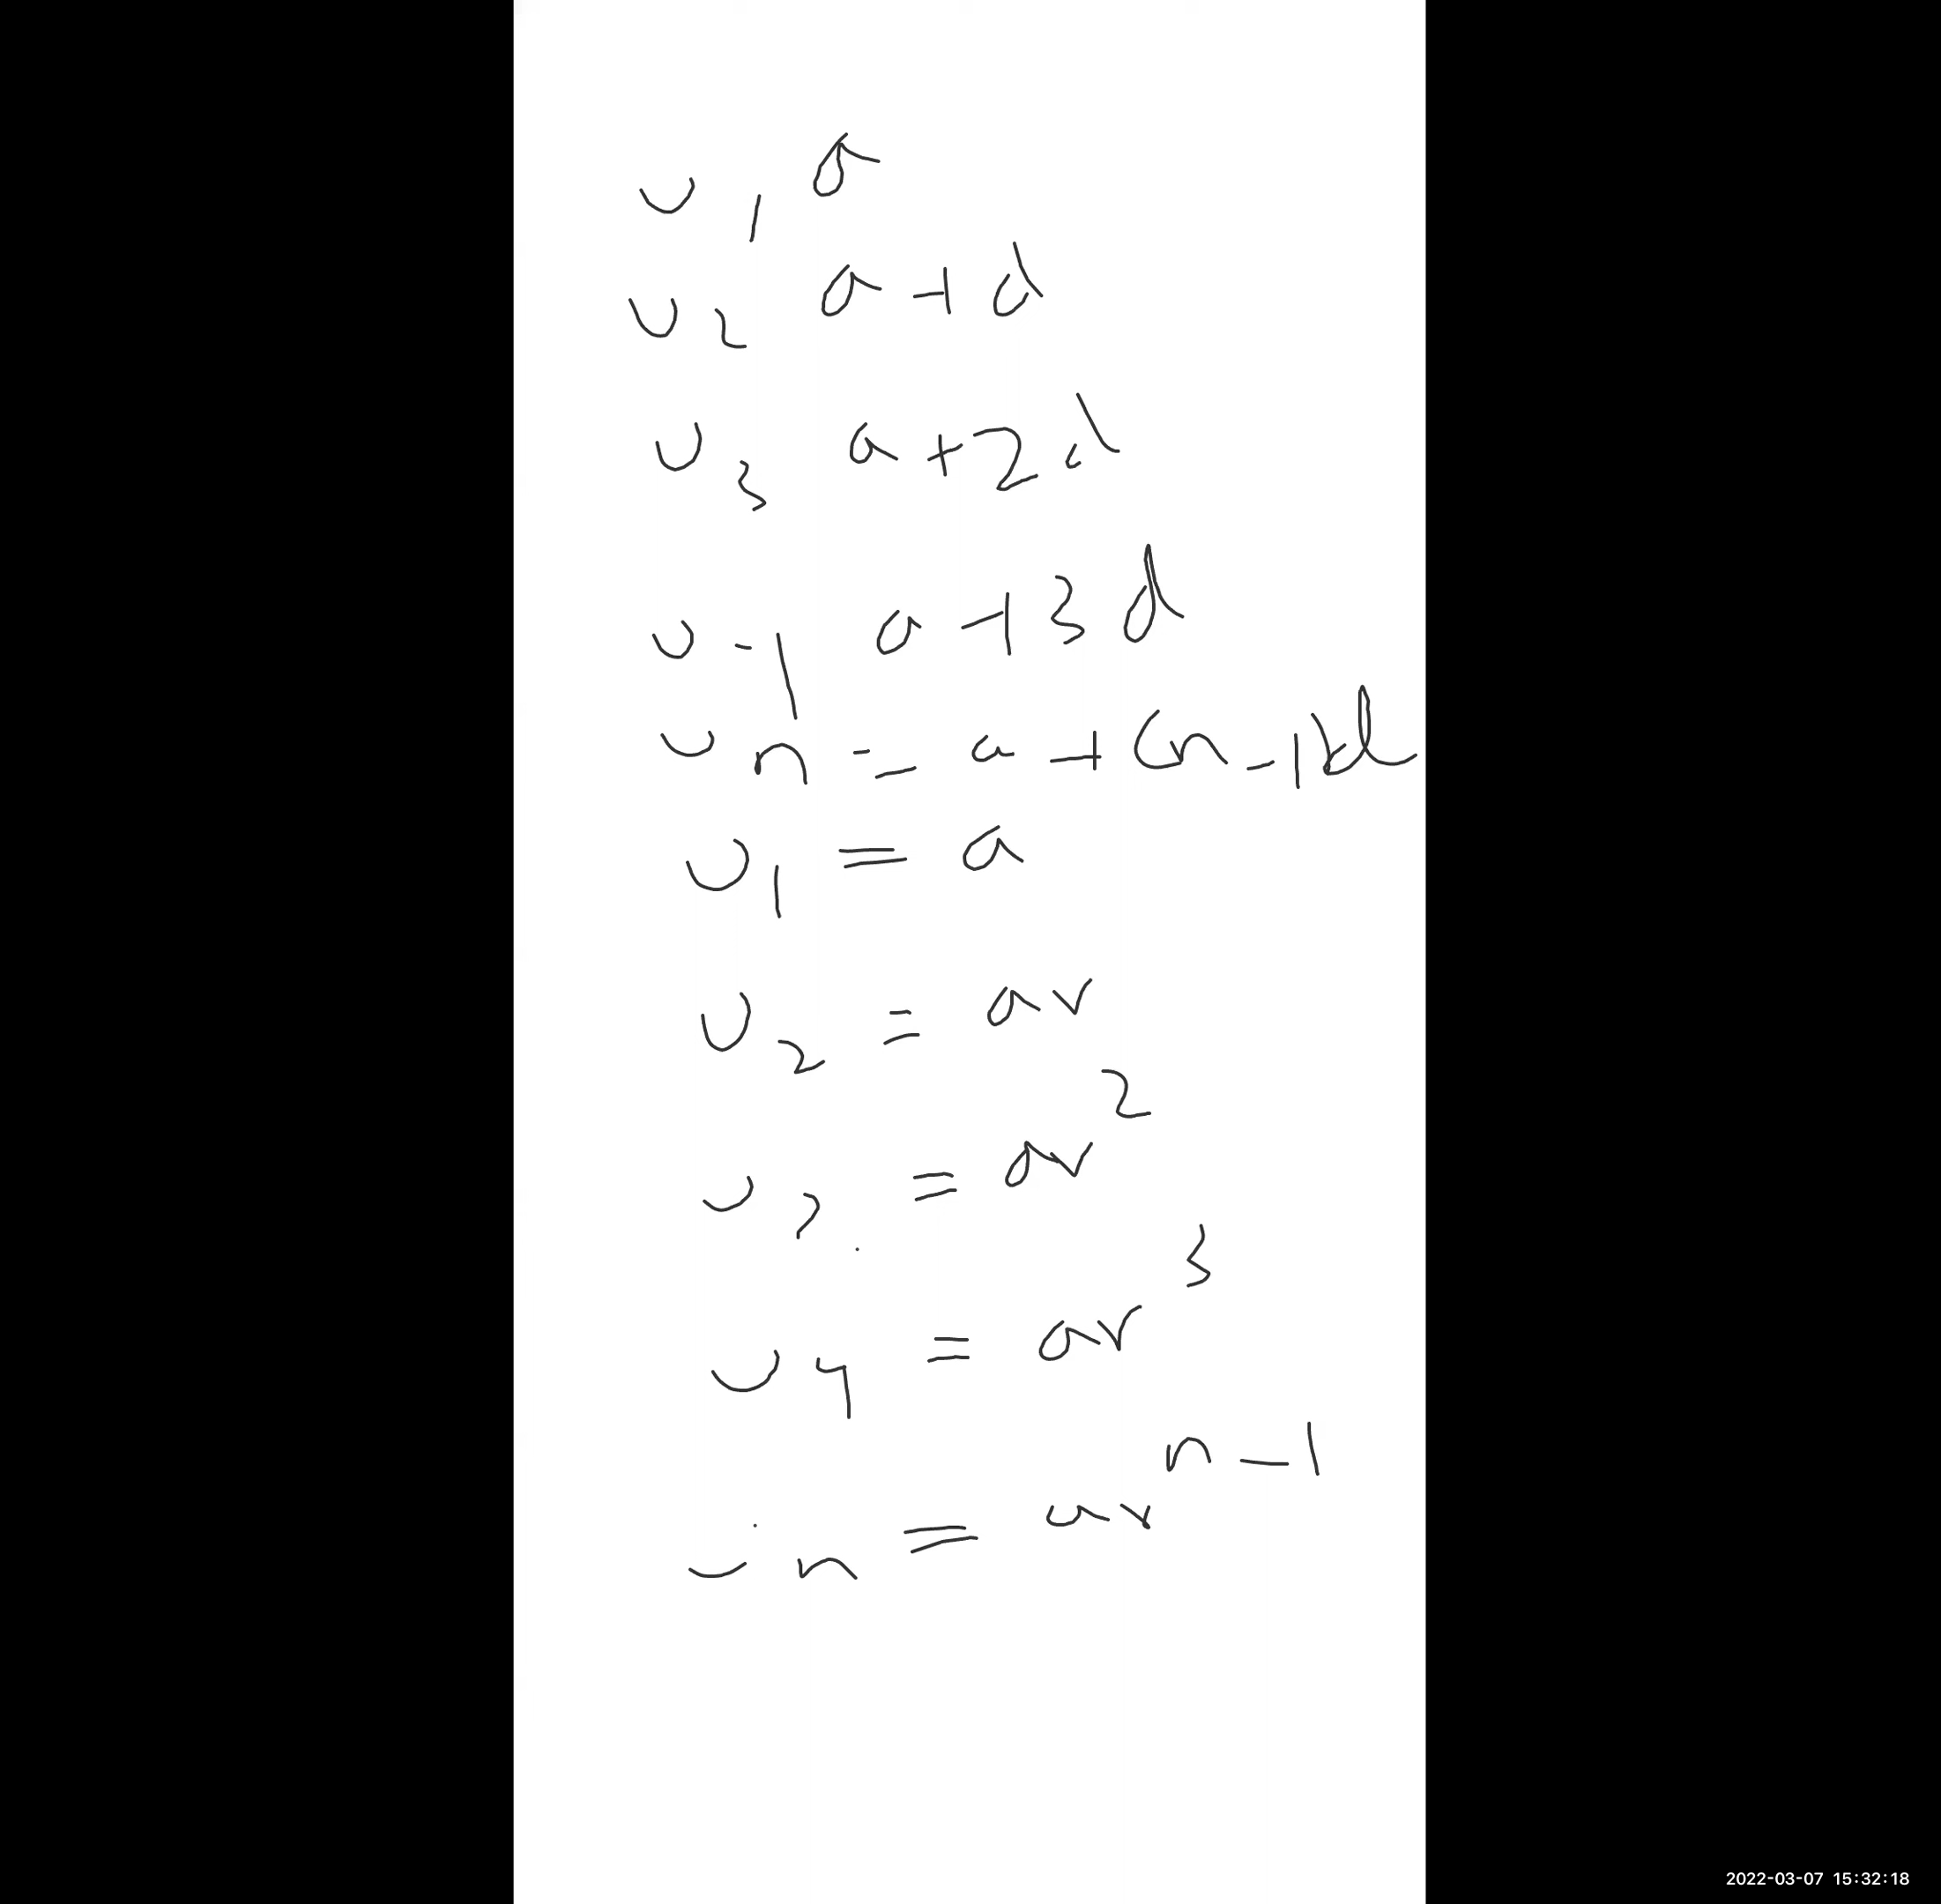 u₁ a
u₂ a+d
u₃ a+2d
u₄ a+3d
uₙ = a+(n-1)d
u₁ = a
u₂ = ar
u₃ = ar²
u₄ = ar³
uₙ = arⁿ⁻¹
2022-03-07 15:32:18